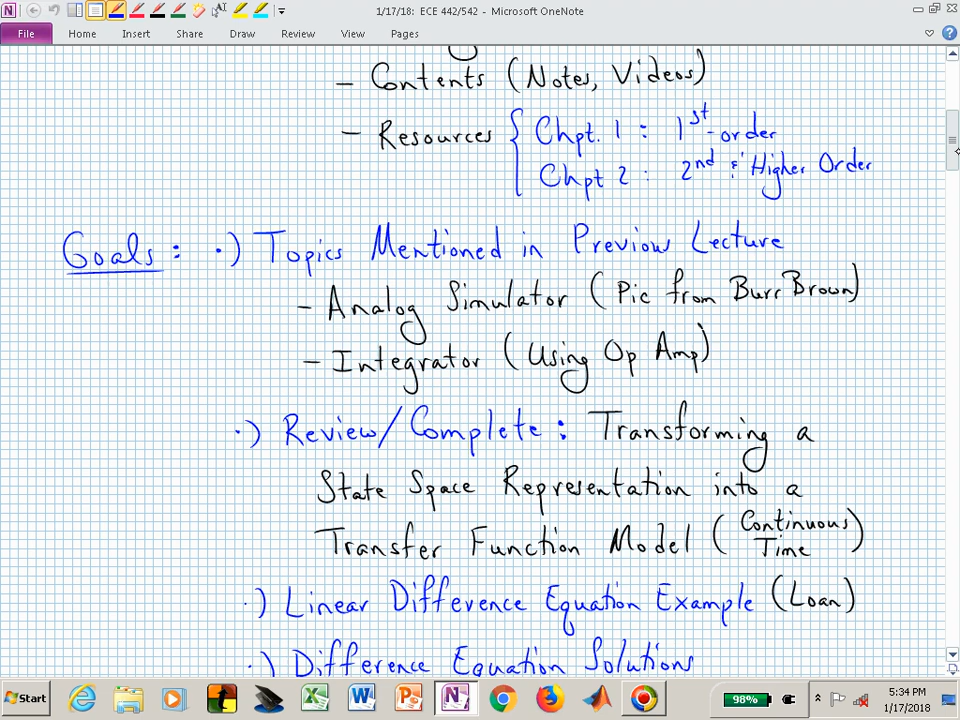 1/17/18: ECE 442/542 - Microsoft OneNote
File Home Insert Share Draw Review View Pages
- Contents (Notes, Videos)
- Resources { Chpt. 1 : 1st-order
Chpt 2 : 2nd & Higher Order
Goals : ·) Topics Mentioned in Previous Lecture
- Analog Simulator (Pic from Burr Brown)
- Integrator (Using Op Amp)
·) Review/Complete : Transforming a
State Space Representation into a
Transfer Function Model (Continuous
Time)
·) Linear Difference Equation Example (Loan)
·) Difference Equation Solutions
Start
98%
5:34 PM
1/17/2018